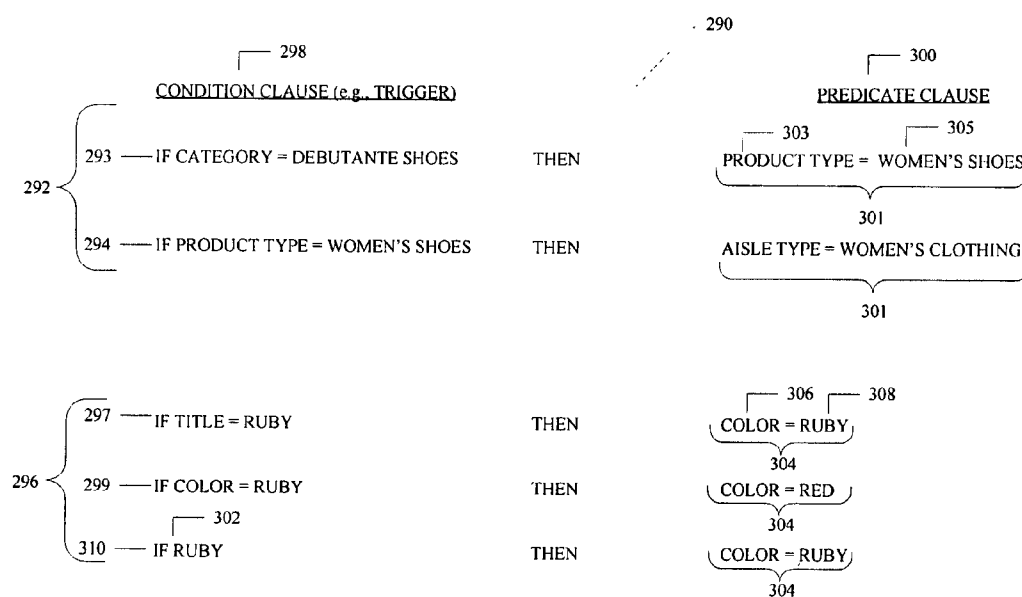 290
298
300
CONDITION CLAUSE (e.g., TRIGGER)
PREDICATE CLAUSE
303
305
293
IF CATEGORY = DEBUTANTE SHOES
THEN
PRODUCT TYPE = WOMEN'S SHOES
292
301
294
IF PRODUCT TYPE = WOMEN'S SHOES
THEN
AISLE TYPE = WOMEN'S CLOTHING
301
306
308
297
IF TITLE = RUBY
THEN
COLOR = RUBY
304
296
299
IF COLOR = RUBY
THEN
COLOR = RED
302
304
310
IF RUBY
THEN
COLOR = RUBY
304